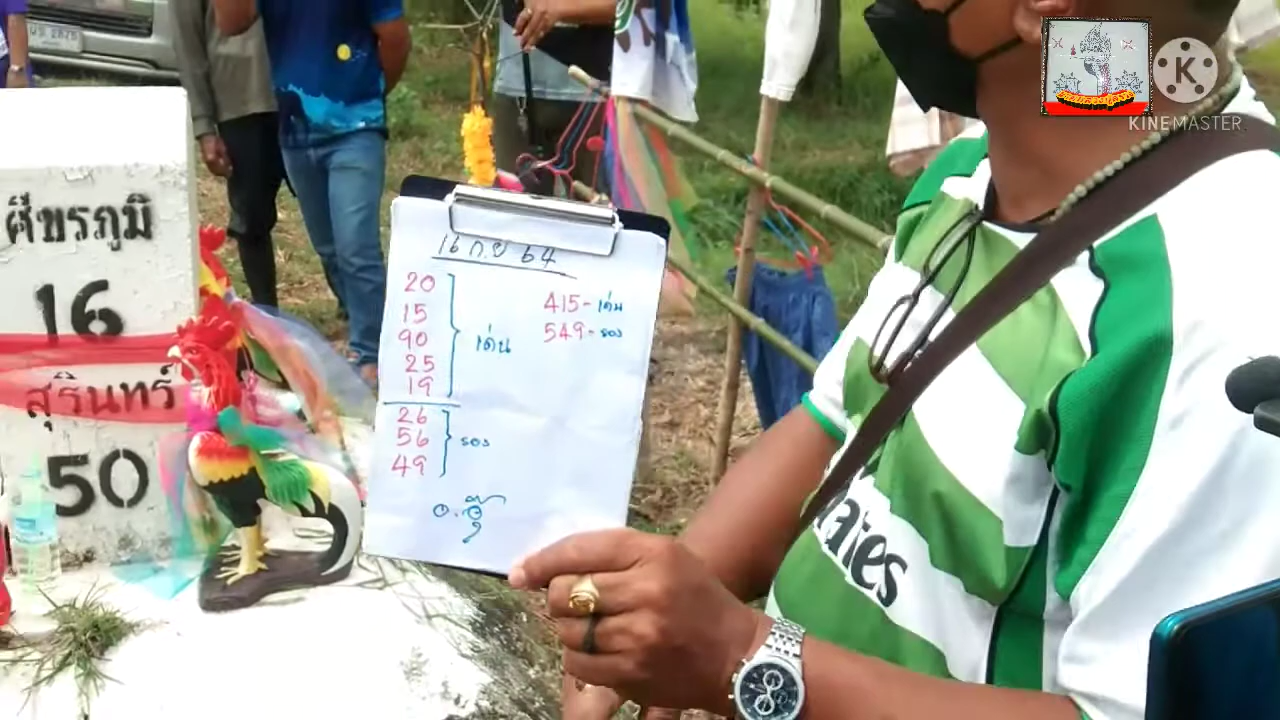 ศีขรภูมิ
16
สุรินทร์
50
16 ก.ย 64
20
15
90
25
19
เด่น
26
56
49
รอง
415- เด่น
549- รอง
KINEMASTER
K